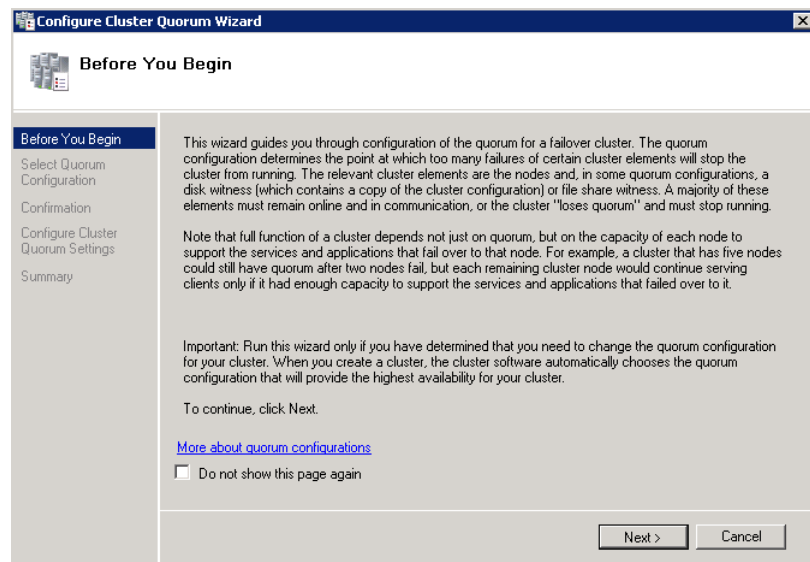 Configure Cluster Quorum Wizard
Before You Begin
Before You Begin
Select Quorum
Configuration
Confirmation
Configure Cluster
Quorum Settings
Summary
This wizard guides you through configuration of the quorum for a failover cluster. The quorum
configuration determines the point at which too many failures of certain cluster elements will stop the
cluster from running. The relevant cluster elements are the nodes and, in some quorum configurations, a
disk witness (which contains a copy of the cluster configuration) or file share witness. A majority of these
elements must remain online and in communication, or the cluster "loses quorum" and must stop running.
Note that full function of a cluster depends not just on quorum, but on the capacity of each node to
support the services and applications that fail over to that node. For example, a cluster that has five nodes
could still have quorum after two nodes fail, but each remaining cluster node would continue serving
clients only if it had enough capacity to support the services and applications that failed over to it.
Important: Run this wizard only if you have determined that you need to change the quorum configuration
for your cluster. When you create a cluster, the cluster software automatically chooses the quorum
configuration that will provide the highest availability for your cluster.
To continue, click Next.
More about quorum configurations
Do not show this page again
Next >
Cancel